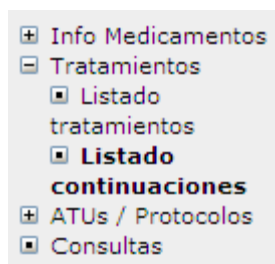 Info Medicamentos
Tratamientos
Listado
tratamientos
Listado
continuaciones
ATUs / Protocolos
Consultas